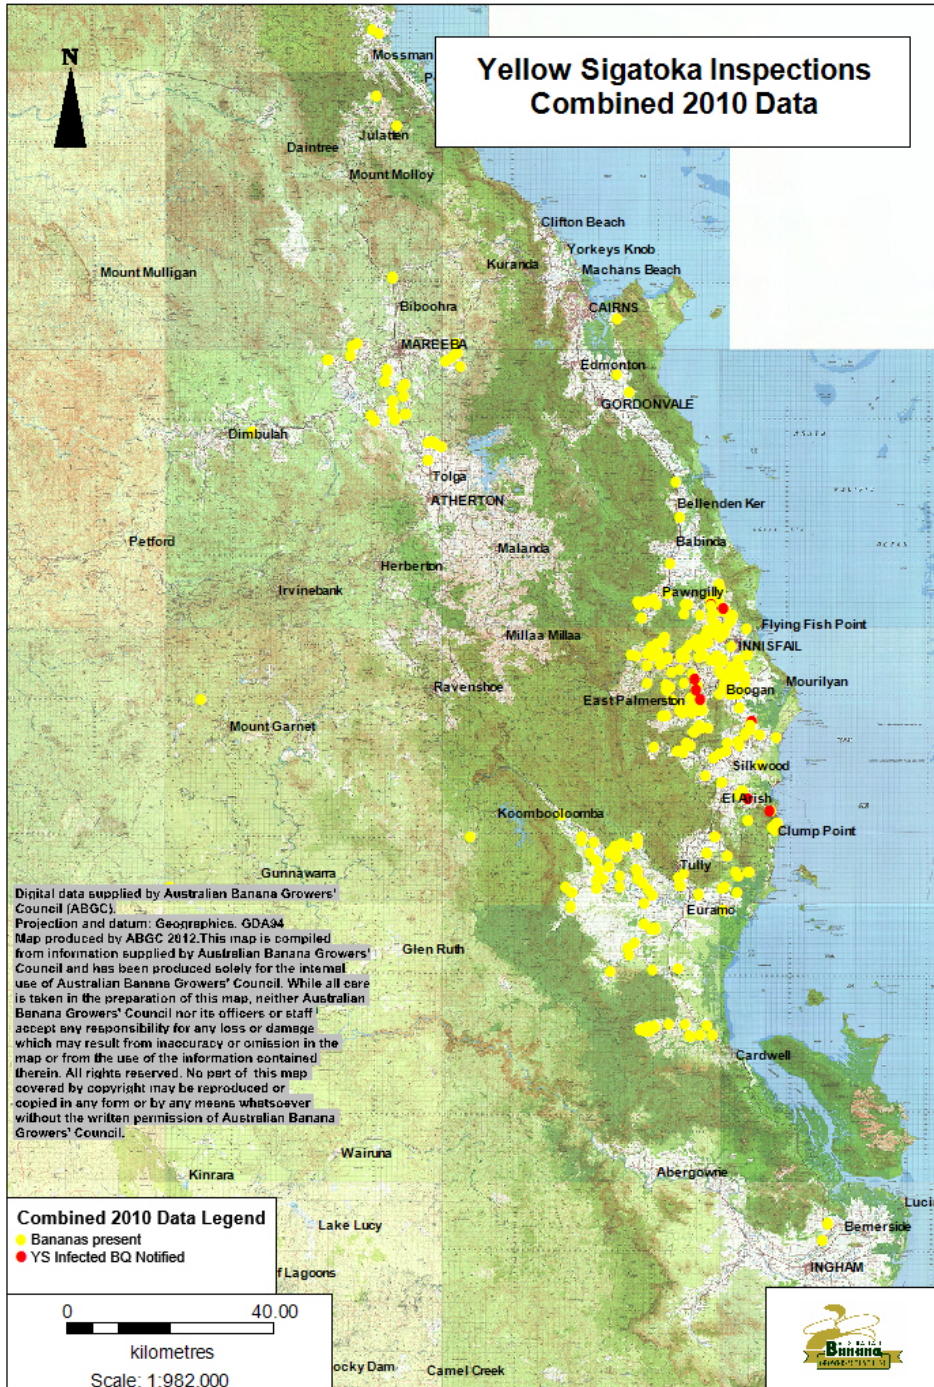 Yellow Sigatoka Inspections
Combined 2010 Data
N
Mossman
Julatten
Daintree
Mount Molloy
Clifton Beach
Yorkeys Knob
Kuranda
Machans Beach
Mount Mulligan
Biboohra
CAIRNS
MAREEBA
Edmonton
GORDONVALE
Dimbulah
Tolga
ATHERTON
Bellenden Ker
Petford
Malanda
Babinda
Herberton
Irvinebank
Pawngilly
Flying Fish Point
Millaa Millaa
INNISFAIL
Ravenshoe
Boogan
Mourilyan
East Palmerston
Mount Garnet
Silkwood
El Arish
Koombooloomba
Clump Point
Tully
Gunnawarra
Euramo
Glen Ruth
Digital data supplied by Australian Banana Growers'
Council (ABGC).
Projection and datum: Geographics. GDA94
Map produced by ABGC 2012.This map is compiled
from information supplied by Australian Banana Growers'
Council and has been produced solely for the internal
use of Australian Banana Growers' Council. While all care
is taken in the preparation of this map, neither Australian
Banana Growers' Council nor its officers or staff
accept any responsibility for any loss or damage
which may result from inaccuracy or omission in the
map or from the use of the information contained
therein. All rights reserved. No part of this map
covered by copyright may be reproduced or
copied in any form or by any means whatsoever
without the written permission of Australian Banana
Growers' Council.
Cardwell
Wairuna
Abergowne
Kinrara
Luci
Lake Lucy
Bemerside
f Lagoons
INGHAM
Combined 2010 Data Legend
Bananas present
YS Infected BQ Notified
0 40.00
kilometres
Scale: 1:982,000
ocky Dam
Camel Creek
Banana